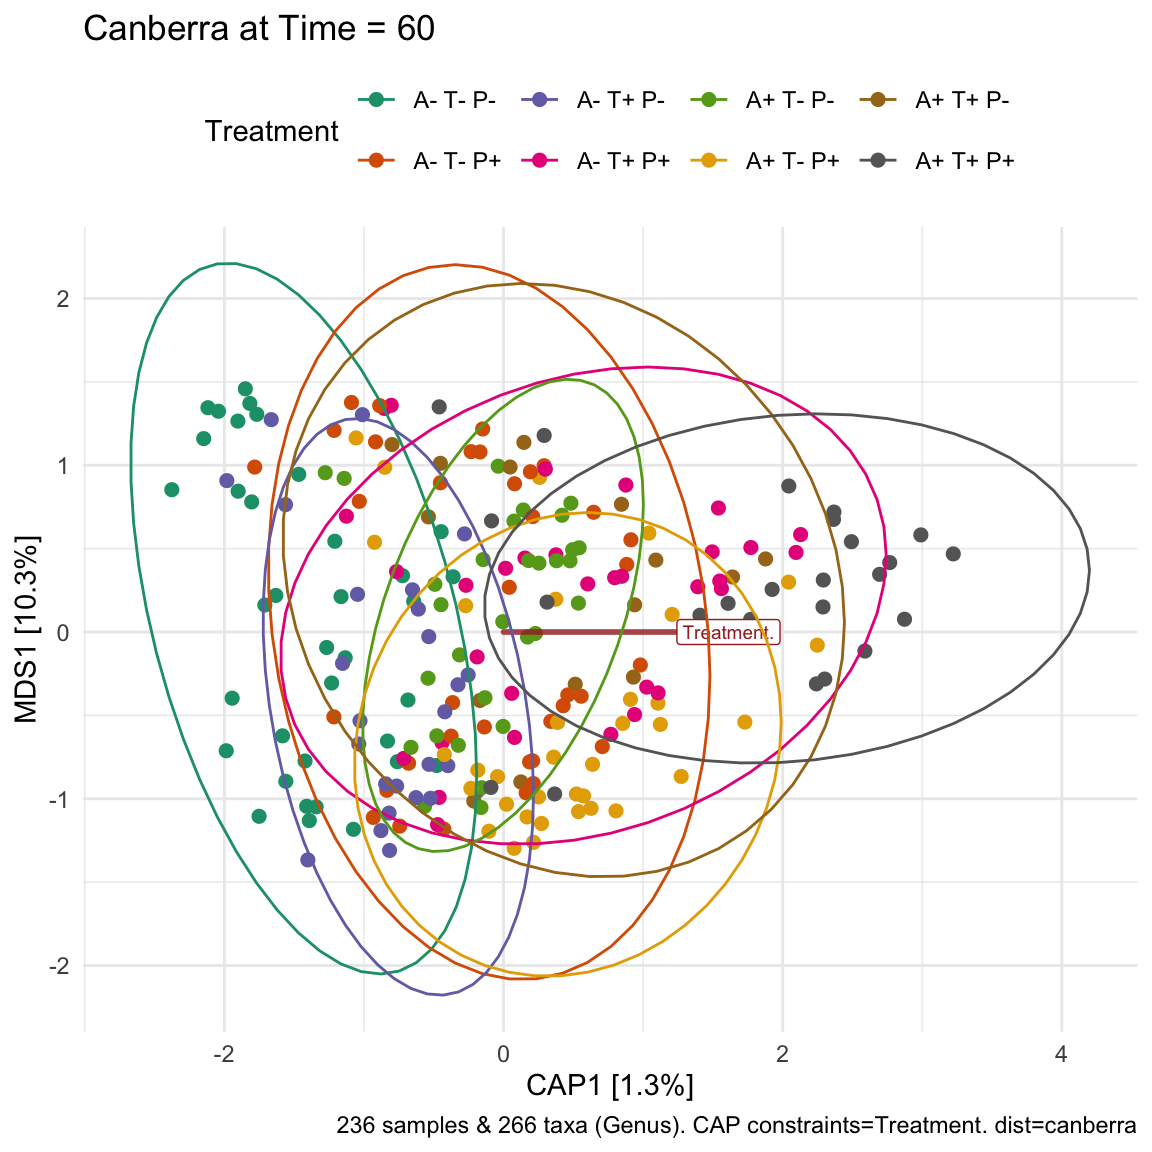 Canberra at Time = 60
Treatment
A- T- P-
A- T+ P-
A+ T- P-
A+ T+ P-
A- T- P+
A- T+ P+
A+ T- P+
A+ T+ P+
MDS1 [10.3%]
2
1
0
-1
-2
Treatment.
-2
0
2
4
CAP1 [1.3%]
236 samples & 266 taxa (Genus). CAP constraints=Treatment. dist=canberra